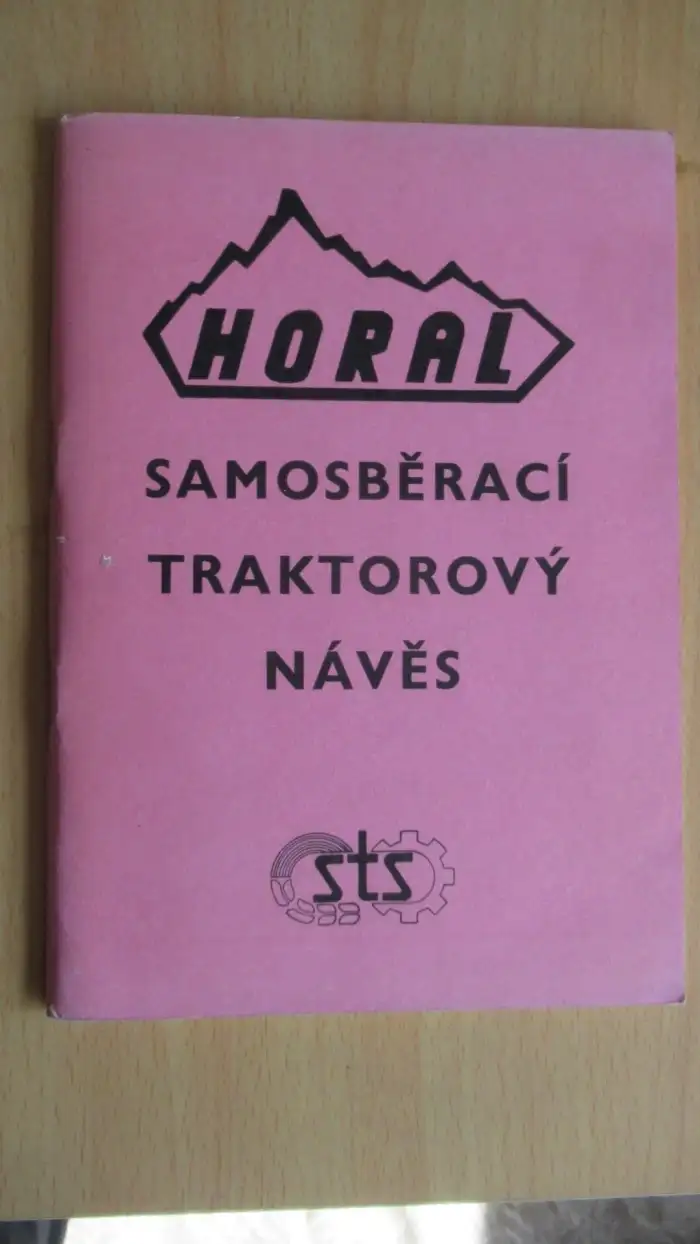 HORAL
SAMOSBĚRACÍ
TRAKTOROVÝ
NÁVĚS
sts